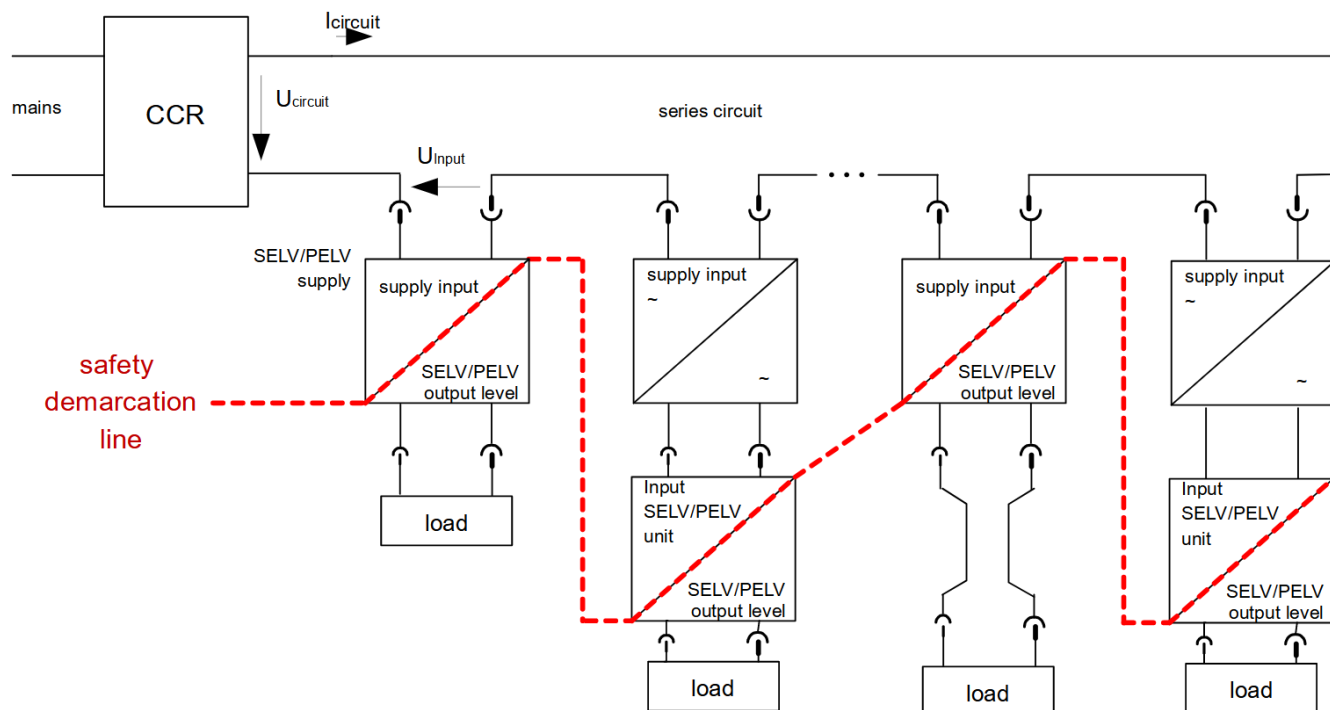 Icircuit
mains
CCR
Ucircuit
series circuit
UInput
SELV/PELV
supply
supply input
SELV/PELV
output level
supply input
~
~
supply input
SELV/PELV
output level
supply input
~
~
safety
demarcation
line
load
Input
SELV/PELV
unit
SELV/PELV
output level
load
load
Input
SELV/PELV
unit
SELV/PELV
output level
load